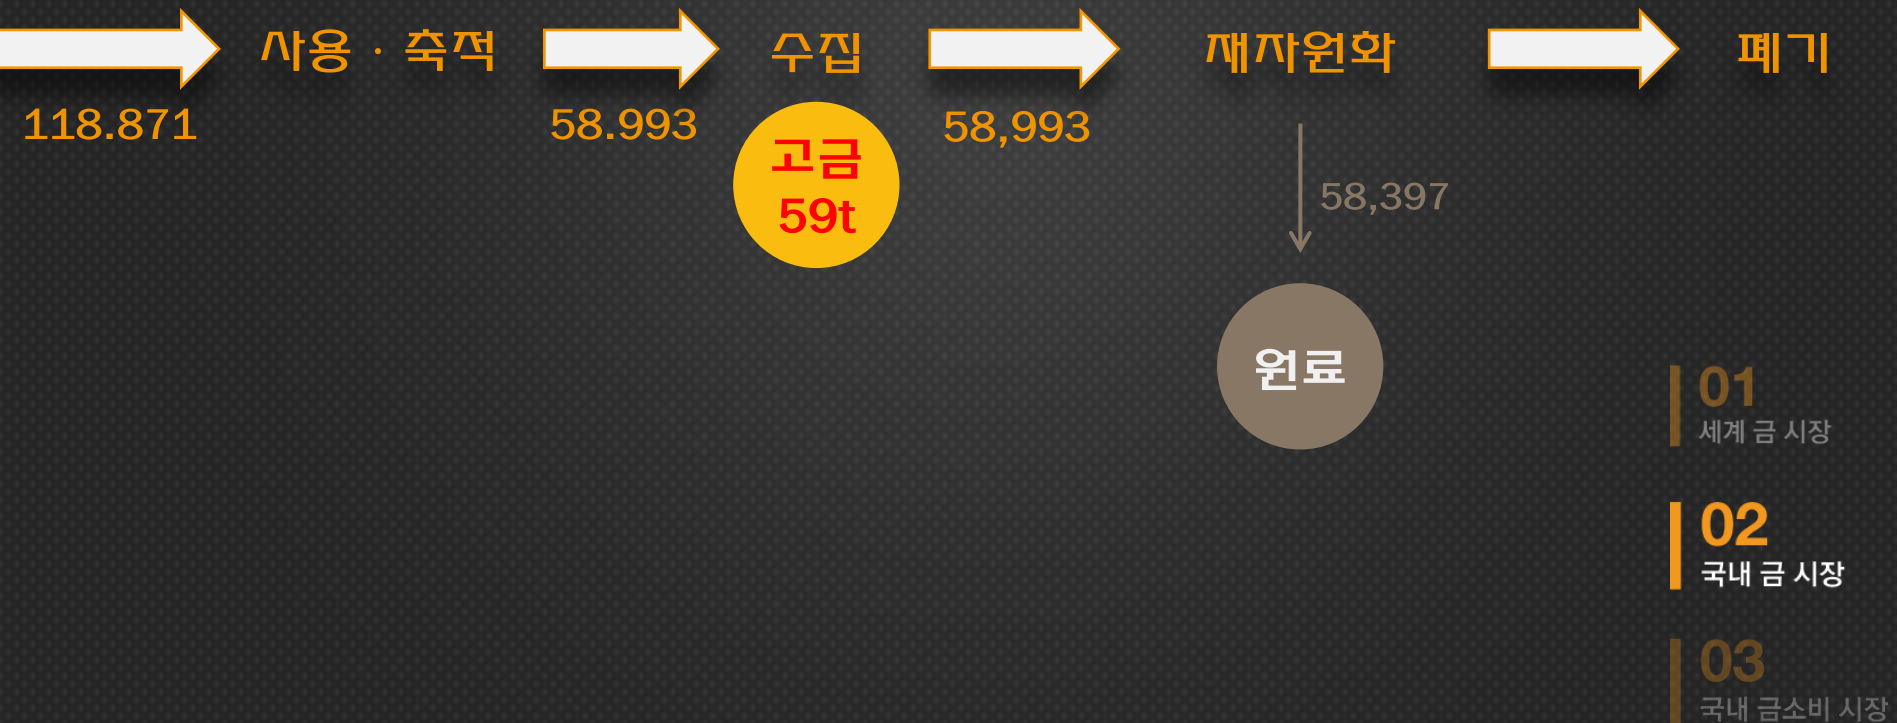 사용 · 축적
수집
재자원화
폐기
118.871
58.993
58,993
고금
59t
58,397
원료
01
세계 금 시장
02
국내 금 시장
03
국내 금소비 시장